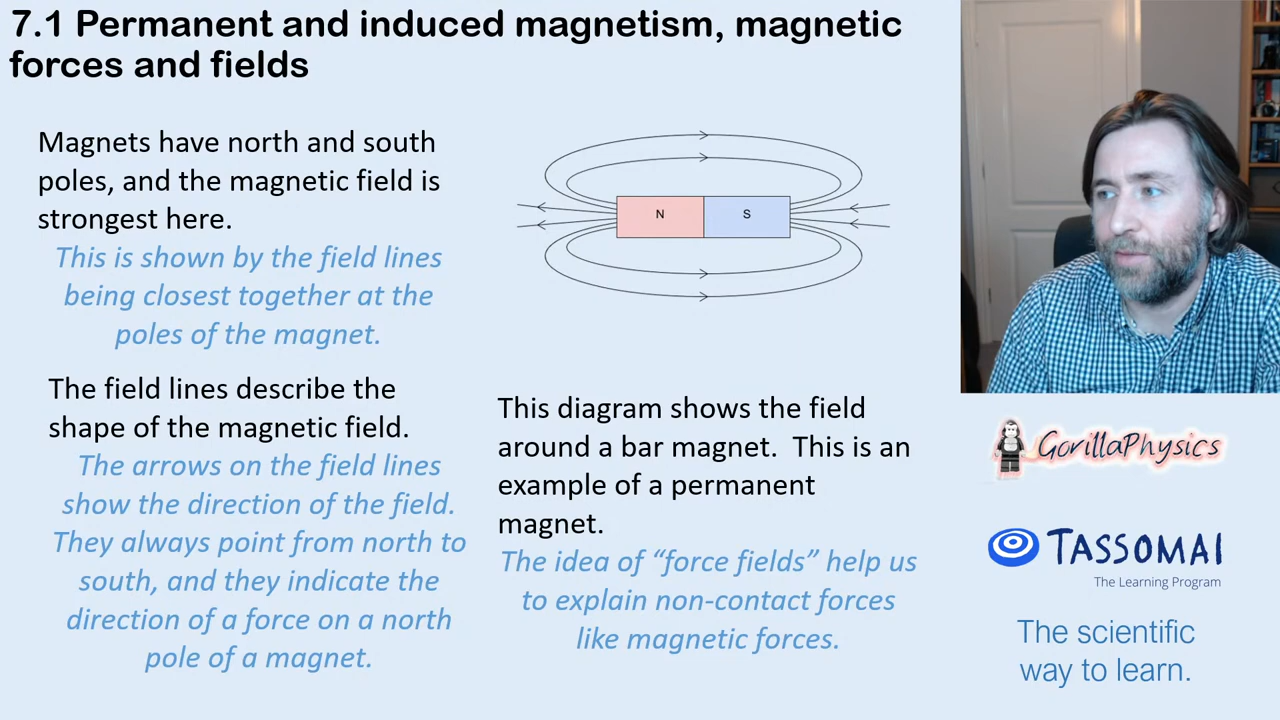 7.1 Permanent and induced magnetism, magnetic
forces and fields
Magnets have north and south
poles, and the magnetic field is
strongest here.
This is shown by the field lines
being closest together at the
poles of the magnet.
The field lines describe the
shape of the magnetic field.
The arrows on the field lines
show the direction of the field.
They always point from north to
south, and they indicate the
direction of a force on a north
pole of a magnet.
N
S
This diagram shows the field
around a bar magnet.  This is an
example of a permanent
magnet.
The idea of “force fields” help us
to explain non-contact forces
like magnetic forces.
GorillaPhysics
TASSOMAI
The Learning Program
The scientific
way to learn.